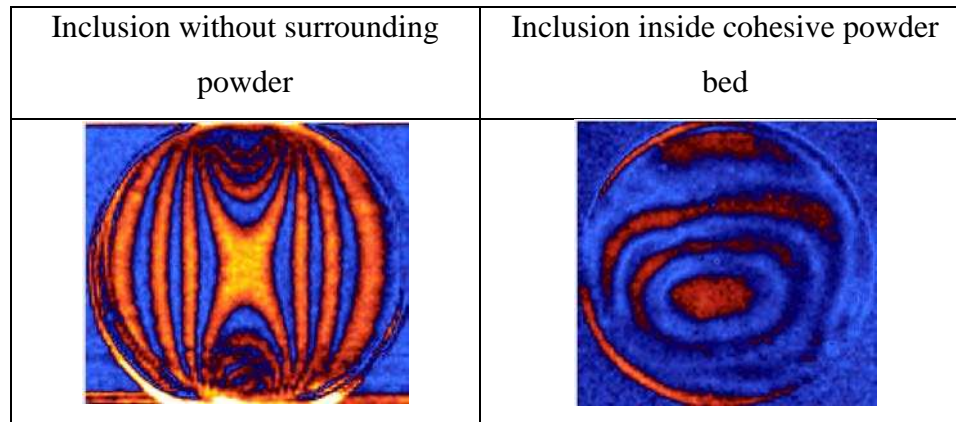 Inclusion without surrounding
powder
Inclusion inside cohesive powder
bed